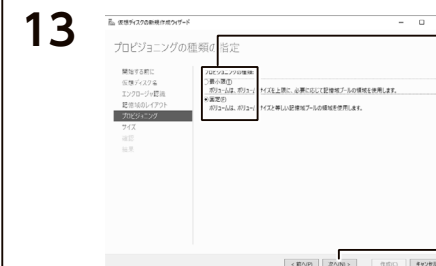 13
仮想ディスクの新規作成ウィザード
プロビジョニングの種類の指定
開始する前に
仮想ディスク名
エンクロージャ認識
記憶域のレイアウト
プロビジョニング
サイズ
確認
結果
プロビジョニングの種類:
最小限(I)
ボリュームは、ボリューム サイズを上限に、必要に応じて記憶域プールの領域を使用します。
固定(X)
ボリュームは、ボリューム サイズと等しい記憶域プールの領域を使用します。
< 前へ(P)
次へ(N) >
作成(C)
キャンセル